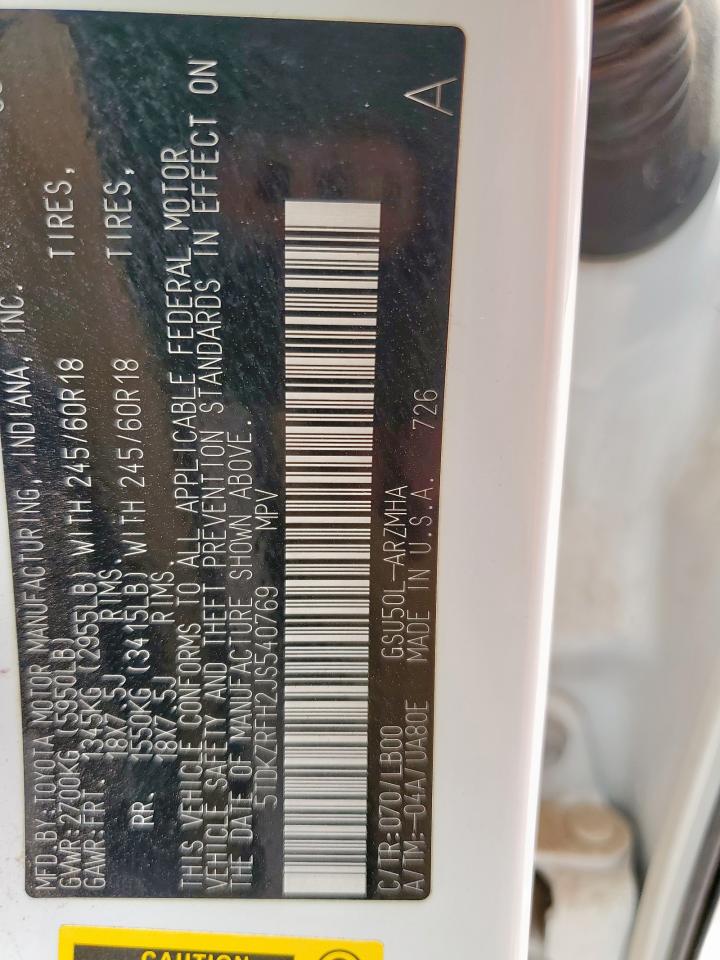 MFD.BY:TOYOTA MOTOR MANUFACTURING, INDIANA, INC.
GVWR:2700KG (5950LB)
GAWR:FRT. 1345KG (2955LB) WITH 245/60R18 TIRES,
18X7.5J RIMS.
RR. 1550KG (3415LB) WITH 245/60R18 TIRES,
18X7.5J RIMS
THIS VEHICLE CONFORMS TO ALL APPLICABLE FEDERAL MOTOR
VEHICLE SAFETY AND THEFT PREVENTION STANDARDS IN EFFECT ON
THE DATE OF MANUFACTURE SHOWN ABOVE.
5TDKZRFH2JS540769 MPV
C/TR:070/LB00 GSU50L-ARZMHA
A/TM:-04A/UA80E MADE IN U.S.A. 726 A
CAUTION